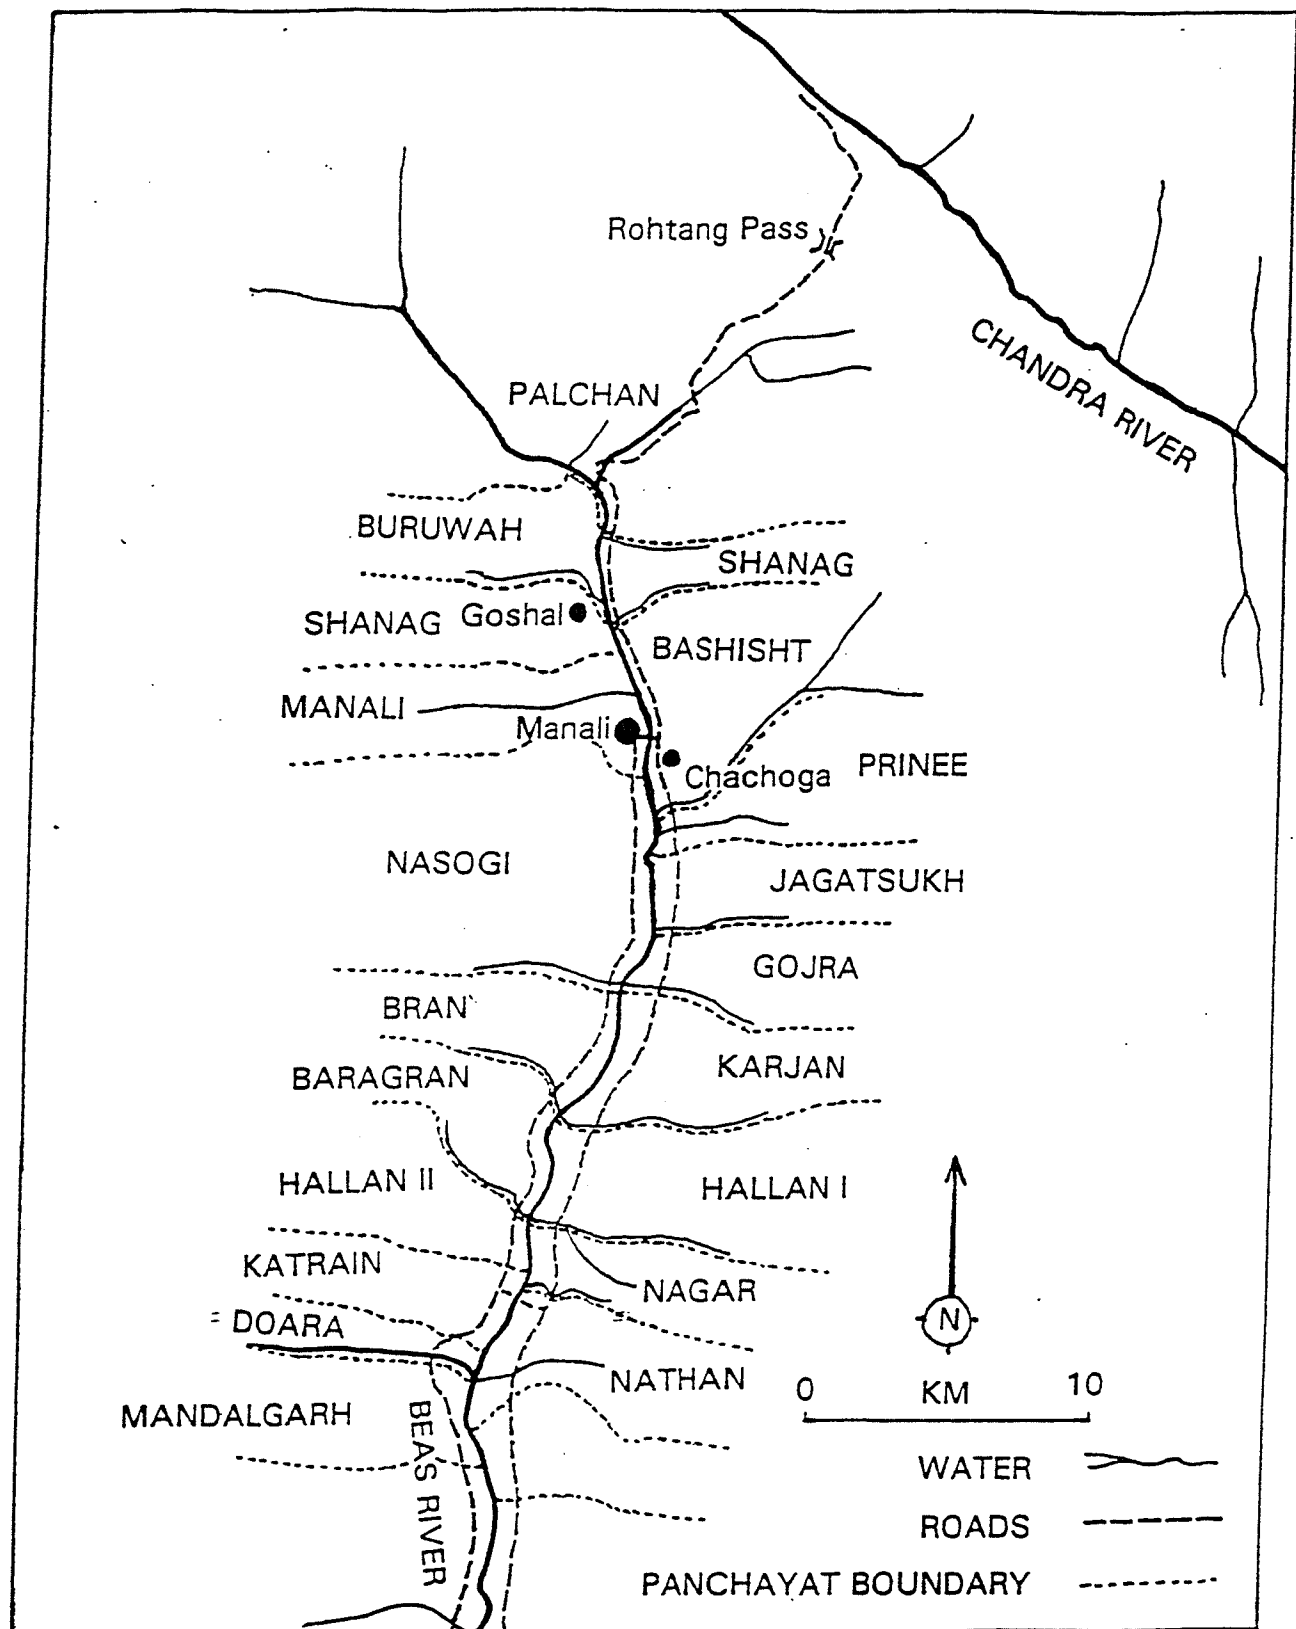 Rohtang Pass
CHANDRA RIVER
PALCHAN
BURUWAH
SHANAG
SHANAG
Goshal
BASHISHT
MANALI
Manali
Chachoga
PRINEE
NASOGI
JAGATSUKH
GOJRA
BRAN
KARJAN
BARAGRAN
HALLAN II
HALLAN I
KATRAIN
NAGAR
DOARA
N
NATHAN
0 KM 10
MANDALGARH
BEAS RIVER
WATER
ROADS
PANCHAYAT BOUNDARY